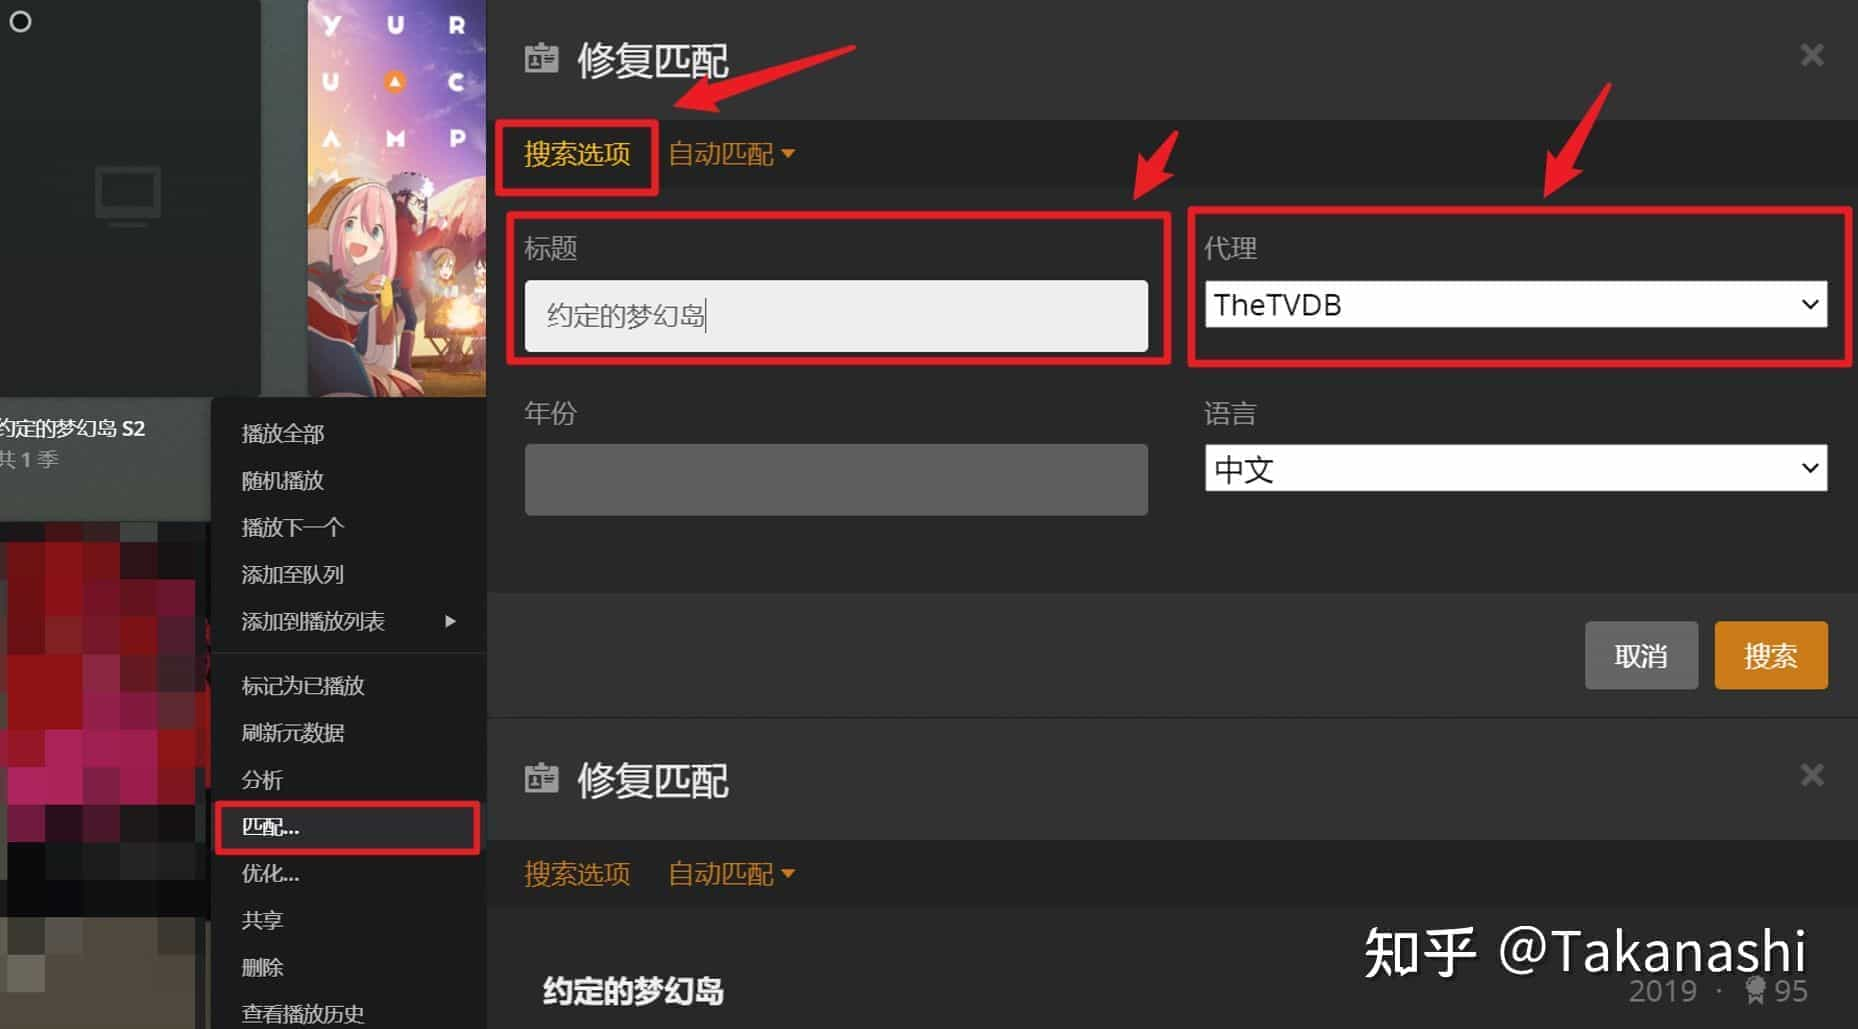 Y U R
U C
A M P
约定的梦幻岛 S2
共 1 季
播放全部
随机播放
播放下一个
添加至队列
添加到播放列表
标记为已播放
刷新元数据
分析
匹配...
优化...
共享
删除
查看播放历史
修复匹配
搜索选项 自动匹配
标题
约定的梦幻岛
代理
TheTVDB
年份
语言
中文
取消 搜索
修复匹配
搜索选项 自动匹配
约定的梦幻岛
2019 · 95
知乎 @Takanashi